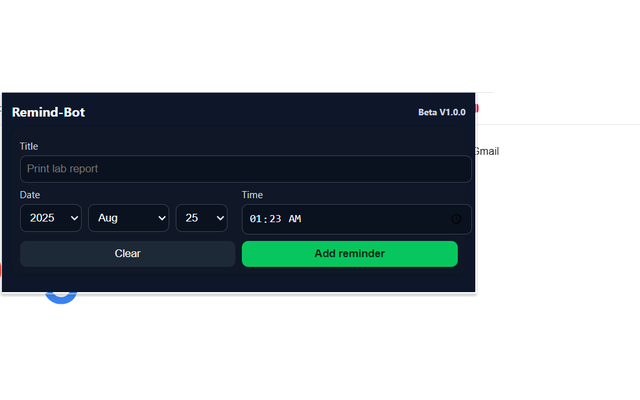 Remind-Bot
Beta V1.0.0
Title
Print lab report
Gmail
Date
Time
2025
Aug
25
01:23 AM
Clear
Add reminder